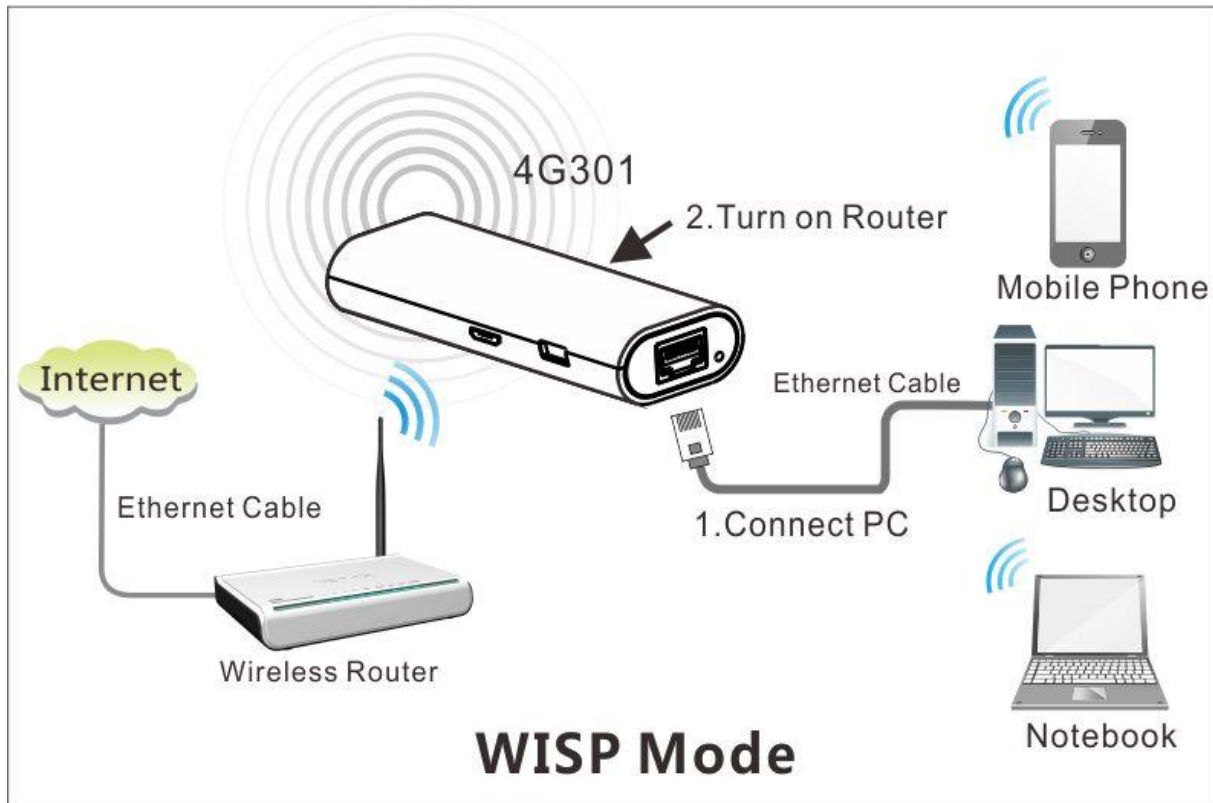 4G301
2.Turn on Router
Mobile Phone
Internet
Ethernet Cable
Ethernet Cable
1.Connect PC
Desktop
Wireless Router
Notebook
WISP Mode